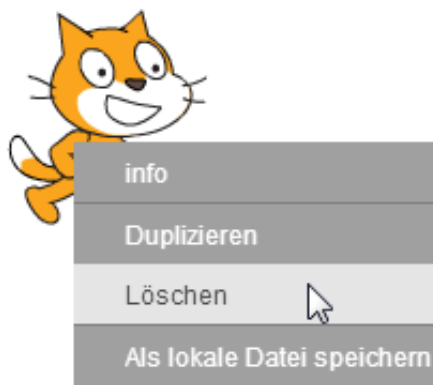 info
Duplizieren
Löschen
Als lokale Datei speichern